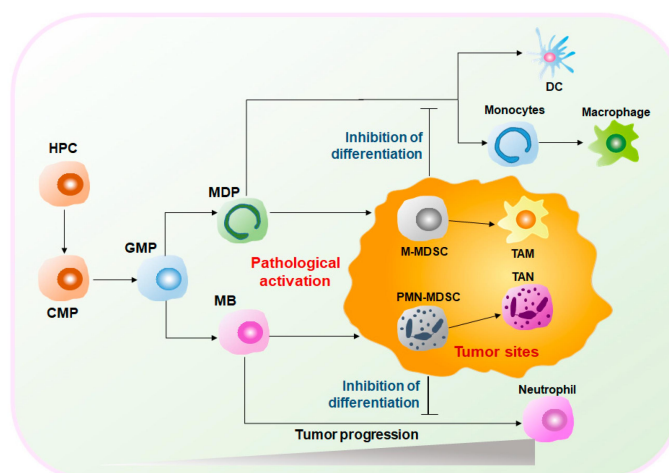 DC
Monocytes
Macrophage
HPC
Inhibition of
differentiation
MDP
GMP
M-MDSC
TAM
Pathological
activation
TAN
CMP
MB
PMN-MDSC
Tumor sites
Inhibition of
differentiation
Neutrophil
Tumor progression